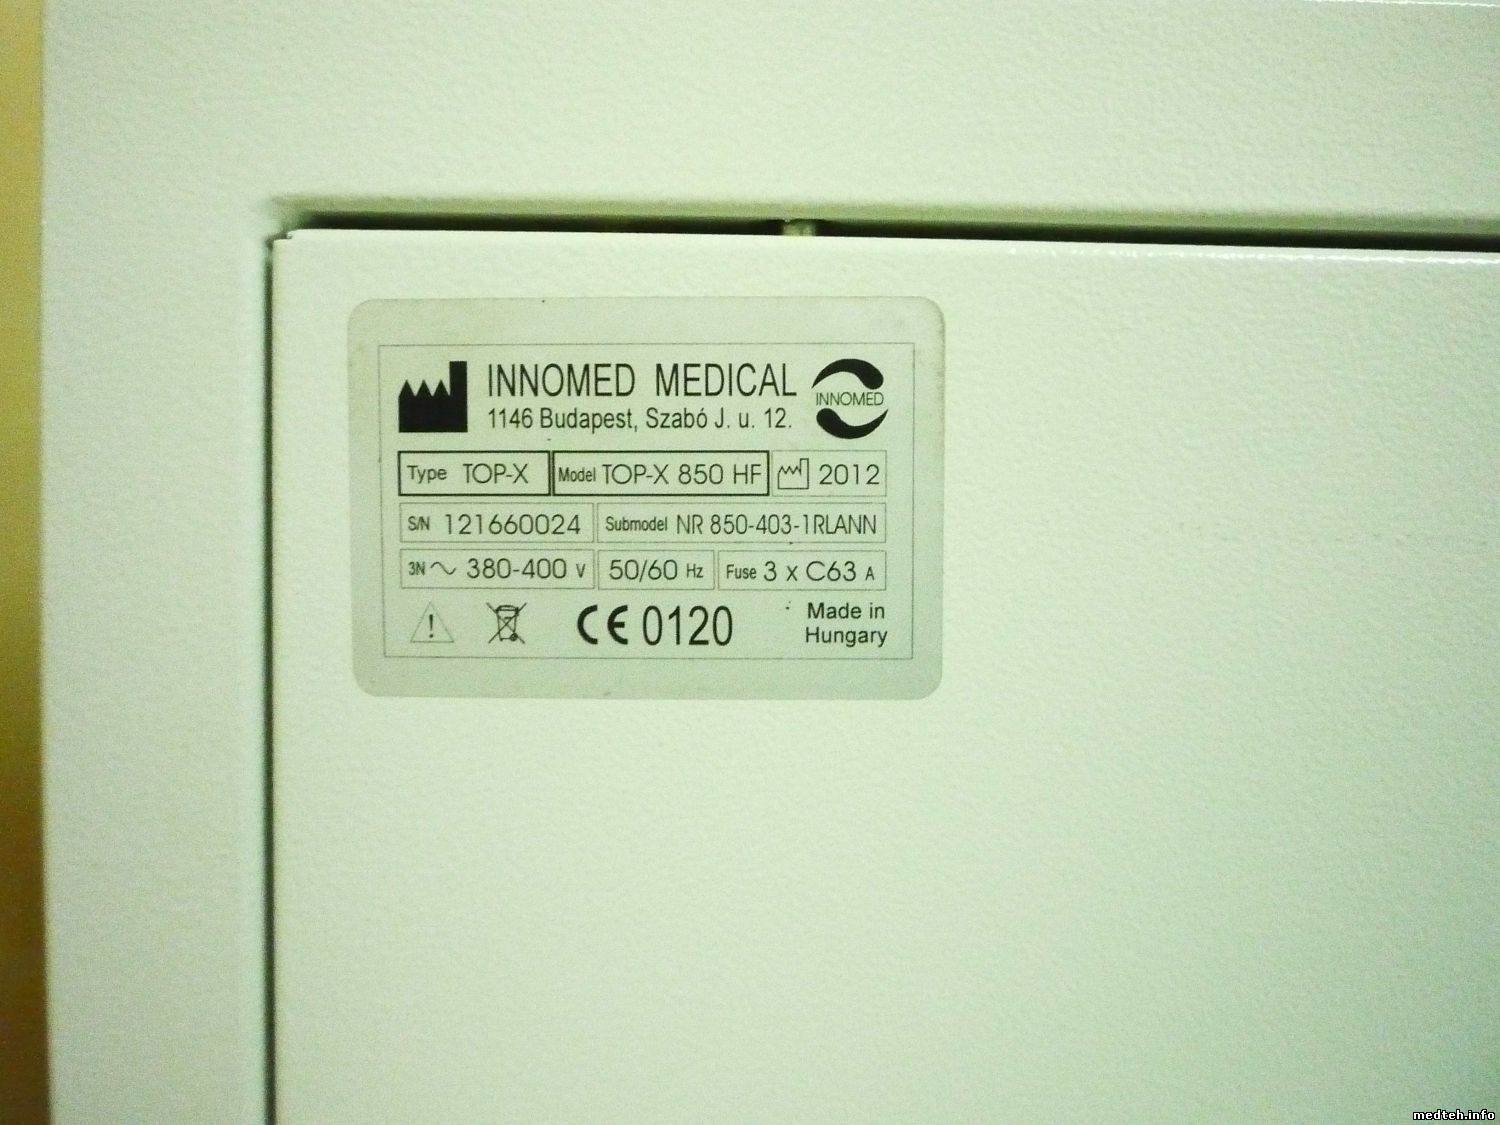 INNOMED MEDICAL
INNOMED
1146 Budapest, Szabó J. u. 12.
Type TOP-X Model TOP-X 850 HF 2012
S/N 121660024 Submodel NR 850-403-1RLANN
3N~ 380-400 V 50/60 Hz Fuse 3 x C63 A
! CE 0120 Made in
Hungary
medteh.info